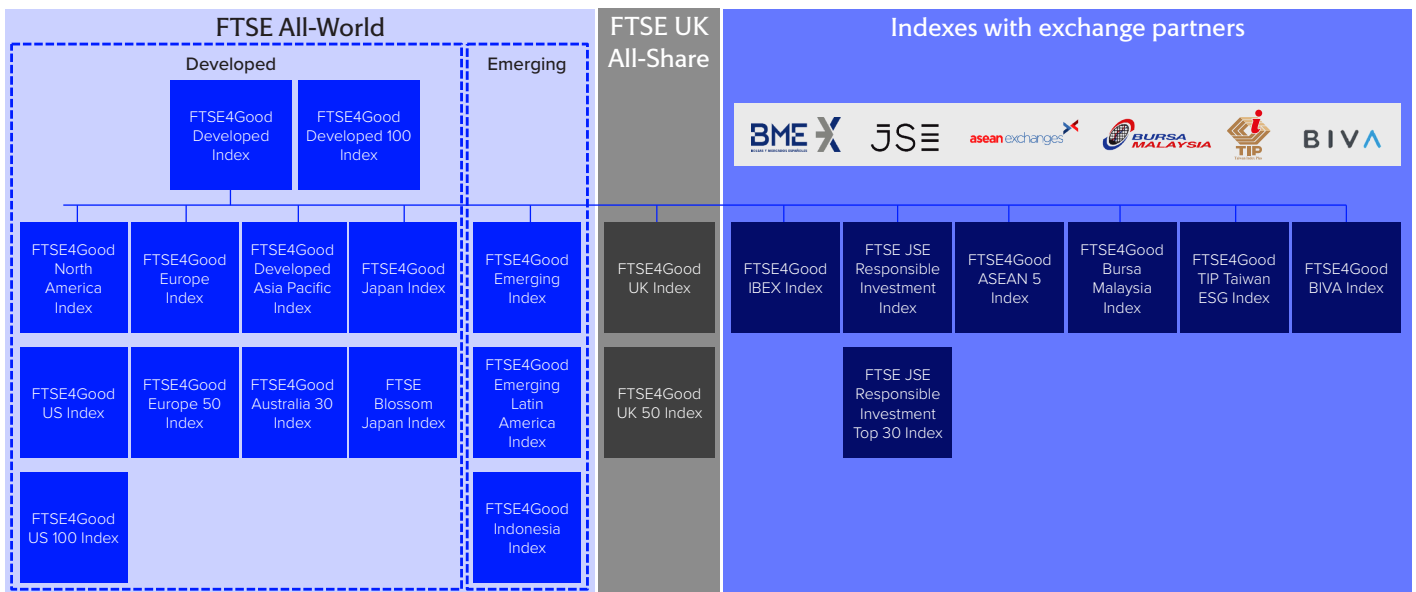 FTSE All-World
Developed
Emerging
FTSE4Good
Developed
Index
FTSE4Good
Developed 100
Index
FTSE4Good
North
America
Index
FTSE4Good
Europe
Index
FTSE4Good
Developed
Asia Pacific
Index
FTSE4Good
Japan Index
FTSE4Good
Emerging
Index
FTSE4Good
US Index
FTSE4Good
Europe 50
Index
FTSE4Good
Australia 30
Index
FTSE
Blossom
Japan Index
FTSE4Good
Emerging
Latin
America
Index
FTSE4Good
US 100 Index
FTSE4Good
Indonesia
Index
FTSE UK
All-Share
FTSE4Good
UK Index
FTSE4Good
UK 50 Index
Indexes with exchange partners
BME X
BOLSAS Y MERCADOS ESPAÑOLES
JSE
asean exchanges
BURSA
MALAYSIA
TIP
BIVA
FTSE4Good
IBEX Index
FTSE JSE
Responsible
Investment
Index
FTSE4Good
ASEAN 5
Index
FTSE4Good
Bursa
Malaysia
Index
FTSE4Good
TIP Taiwan
ESG Index
FTSE4Good
BIVA Index
FTSE JSE
Responsible
Investment
Top 30 Index